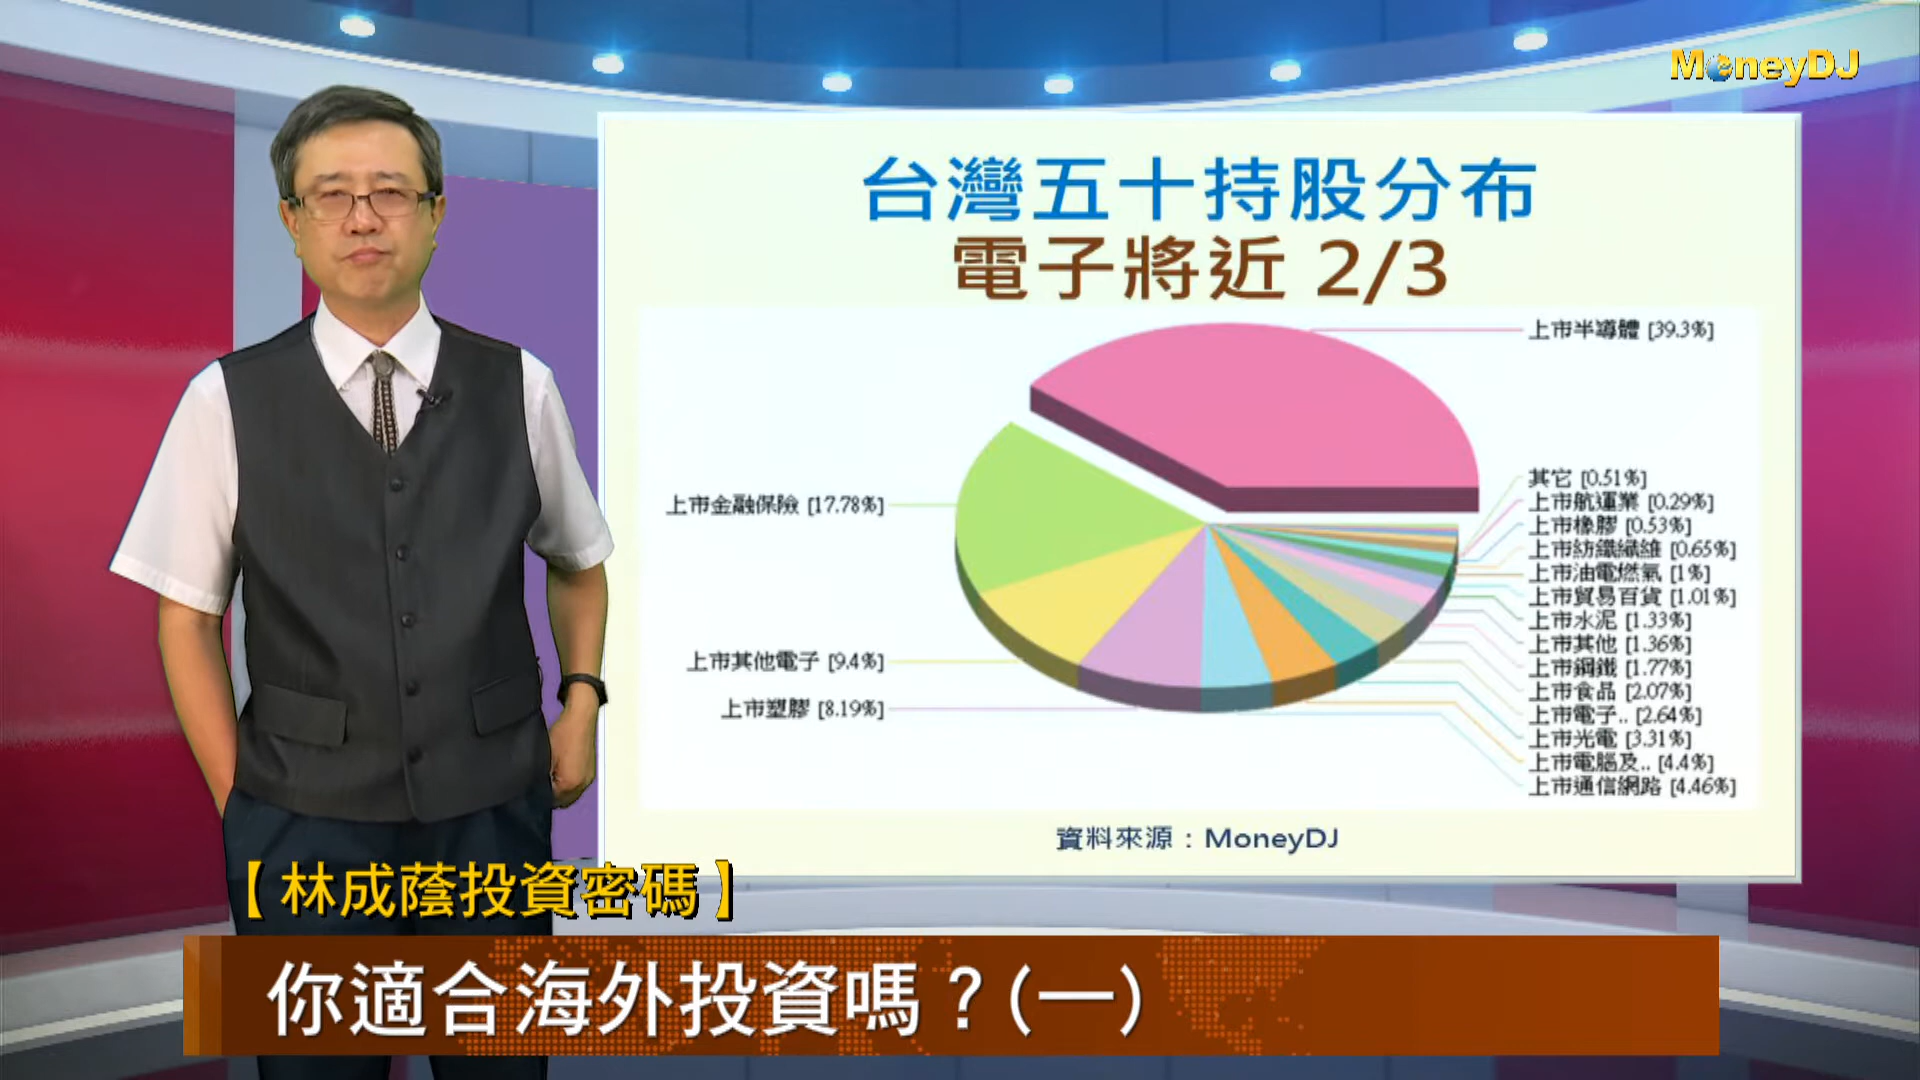 MoneyDJ
台灣五十持股分布
電子將近 2/3
上市半導體 [39.3%]
上市金融保險 [17.78%]
上市其他電子 [9.4%]
上市塑膠 [8.19%]
其它 [0.51%]
上市航運業 [0.29%]
上市橡膠 [0.53%]
上市紡織纖維 [0.65%]
上市油電燃氣 [1%]
上市貿易百貨 [1.01%]
上市水泥 [1.33%]
上市其他 [1.36%]
上市鋼鐵 [1.77%]
上市食品 [2.07%]
上市電子.. [2.64%]
上市光電 [3.31%]
上市電腦及.. [4.4%]
上市通信網路 [4.46%]
資料來源：MoneyDJ
【林成蔭投資密碼】
你適合海外投資嗎？(一)